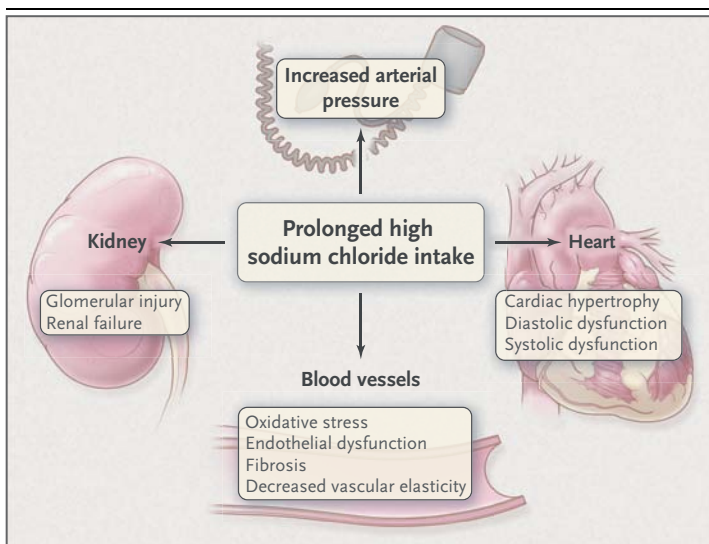 Increased arterial
pressure
Prolonged high
sodium chloride intake
Kidney
Glomerular injury
Renal failure
Heart
Cardiac hypertrophy
Diastolic dysfunction
Systolic dysfunction
Blood vessels
Oxidative stress
Endothelial dysfunction
Fibrosis
Decreased vascular elasticity